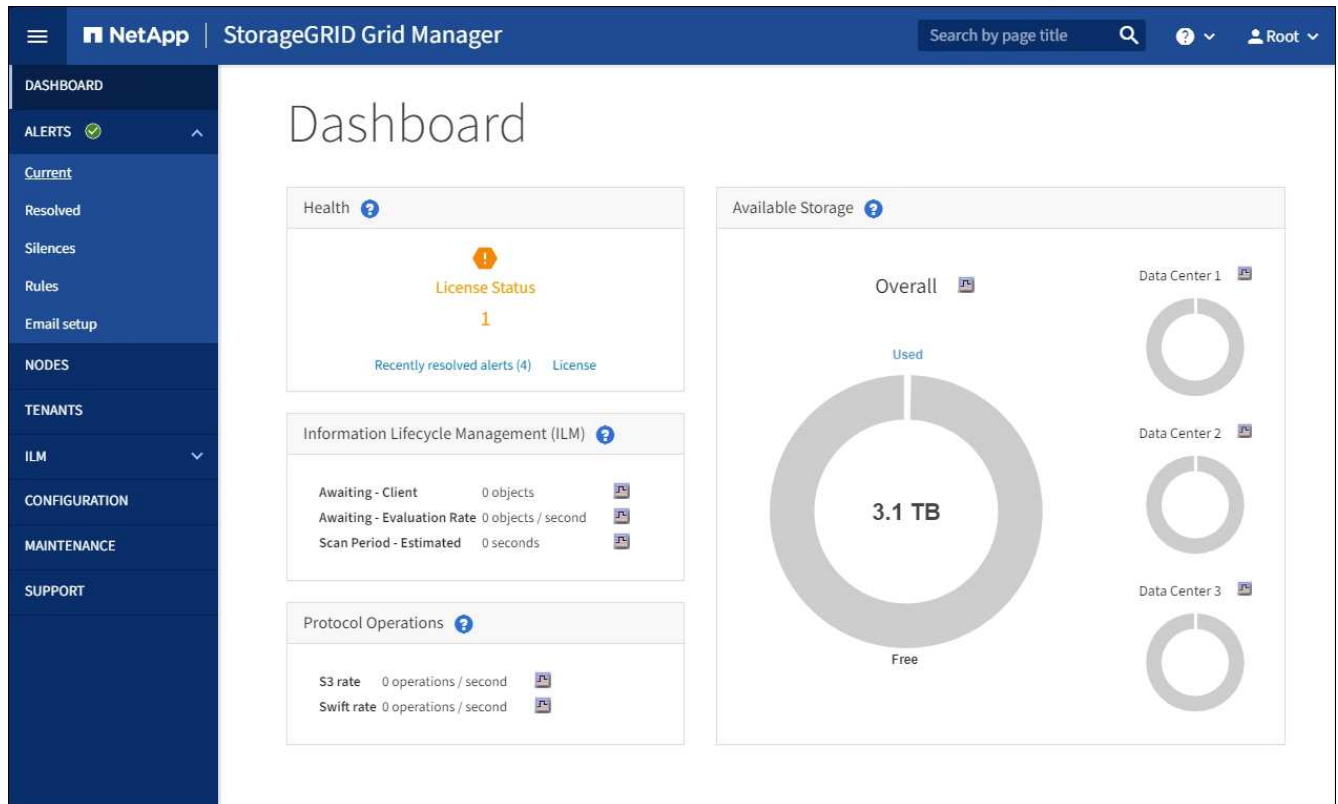 NetApp
StorageGRID Grid Manager
Search by page title
Root
DASHBOARD
ALERTS
Current
Resolved
Silences
Rules
Email setup
NODES
TENANTS
ILM
CONFIGURATION
MAINTENANCE
SUPPORT
Dashboard
Health
License Status
1
Recently resolved alerts (4) License
Information Lifecycle Management (ILM)
Awaiting - Client 0 objects
Awaiting - Evaluation Rate 0 objects / second
Scan Period - Estimated 0 seconds
Protocol Operations
S3 rate 0 operations / second
Swift rate 0 operations / second
Available Storage
Overall
Used
3.1 TB
Free
Data Center 1
Data Center 2
Data Center 3